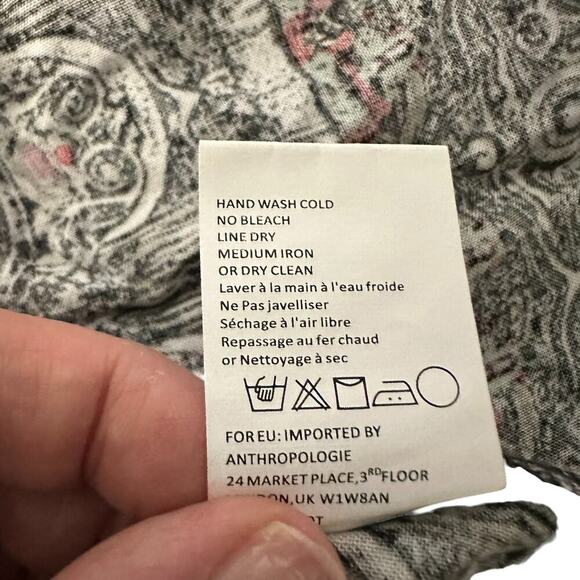 HAND WASH COLD
NO BLEACH
LINE DRY
MEDIUM IRON
OR DRY CLEAN
Laver à la main à l'eau froide
Ne Pas javelliser
Séchage à l'air libre
Repassage au fer chaud
or Nettoyage à sec
FOR EU: IMPORTED BY
ANTHROPOLOGIE
24 MARKET PLACE,3RDFLOOR
UK W1W8AN